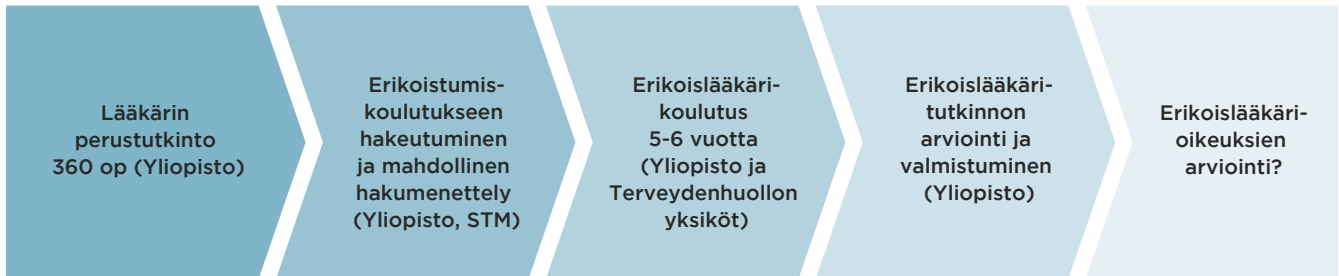 Lääkärin
perustutkinto
360 op (Yliopisto)
Erikoistumis-
koulutukseen
hakeutuminen
ja mahdollinen
hakumenettely
(Yliopisto, STM)
Erikoislääkäri-
koulutus
5-6 vuotta
(Yliopisto ja
Terveydenhuollon
yksiköt)
Erikoislääkäri-
tutkinnon
arviointi ja
valmistuminen
(Yliopisto)
Erikoislääkäri-
oikeuksien
arviointi?